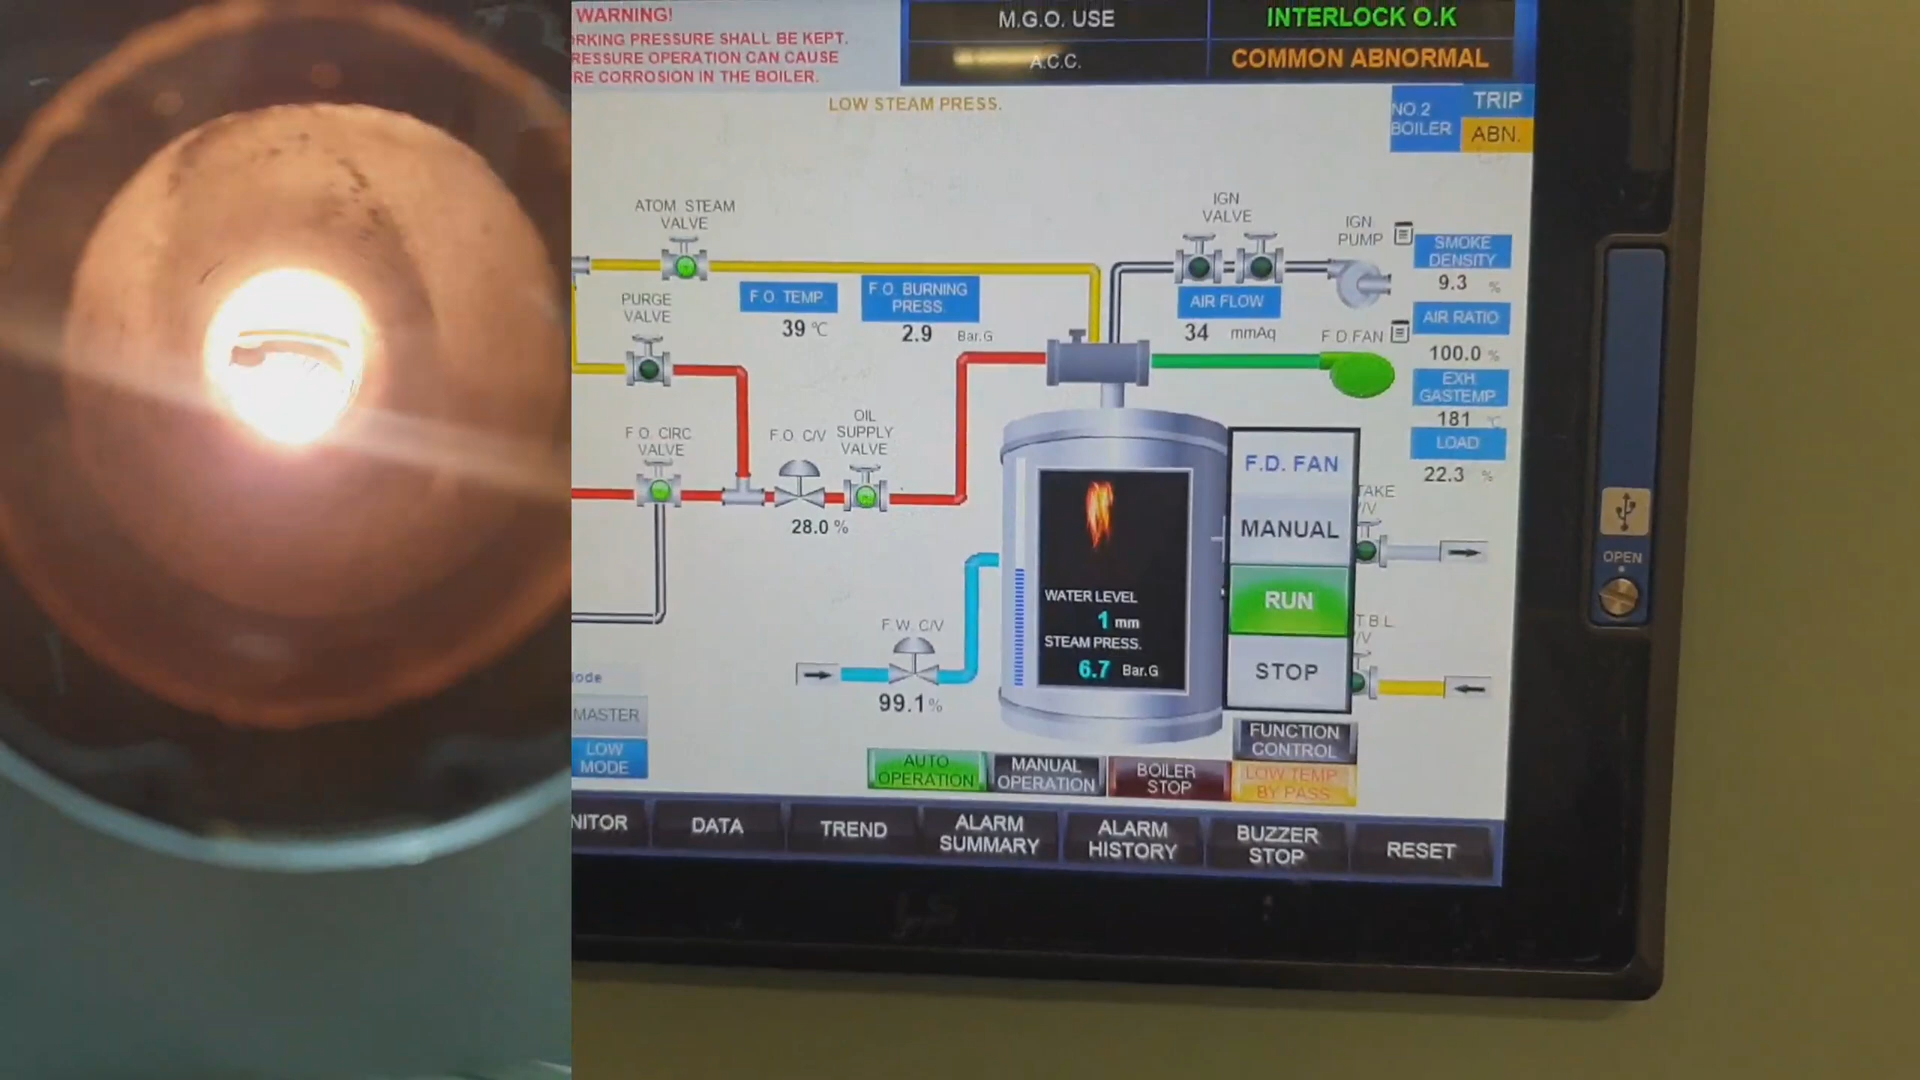 WARNING!
RKING PRESSURE SHALL BE KEPT.
RESSURE OPERATION CAN CAUSE
RE CORROSION IN THE BOILER.
M.G.O. USE
A.C.C.
INTERLOCK O.K
COMMON ABNORMAL
LOW STEAM PRESS.
NO.2
BOILER
TRIP
ABN.
ATOM STEAM
VALVE
IGN
VALVE
IGN
PUMP
SMOKE
DENSITY
9.3 %
PURGE
VALVE
F.O. TEMP.
39 ℃
F.O. BURNING
PRESS.
2.9 Bar.G
AIR FLOW
34 mmAq
F.D.FAN
AIR RATIO
100.0 %
EXH.
GASTEMP
181 ℃
LOAD
22.3 %
F.O. CIRC
VALVE
F.O. C/V
28.0 %
OIL
SUPPLY
VALVE
F.D. FAN
MANUAL
RUN
STOP
TAKE
/V
T.B.L
/V
WATER LEVEL
1 mm
STEAM PRESS.
6.7 Bar.G
F.W. C/V
99.1%
ode
MASTER
LOW
MODE
AUTO
OPERATION
MANUAL
OPERATION
BOILER
STOP
FUNCTION
CONTROL
LOW TEMP
BY PASS
NITOR
DATA
TREND
ALARM
SUMMARY
ALARM
HISTORY
BUZZER
STOP
RESET
OPEN